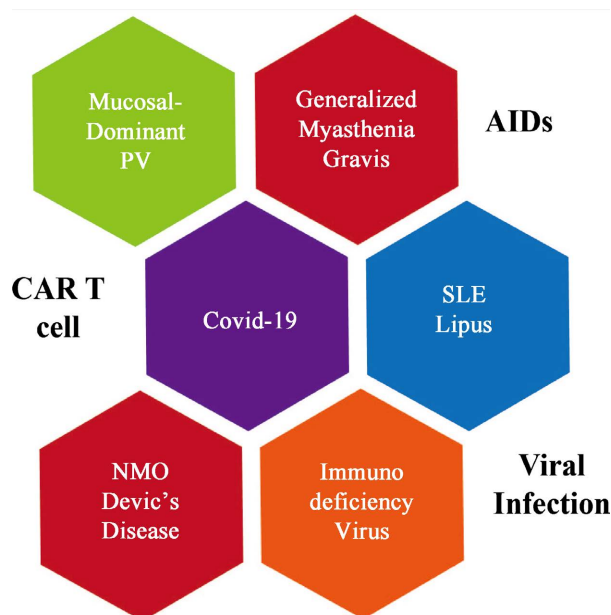 Mucosal-
Dominant
PV
Generalized
Myasthenia
Gravis
AIDs
CAR T
cell
Covid-19
SLE
Lipus
NMO
Devic's
Disease
Immuno
deficiency
Virus
Viral
Infection